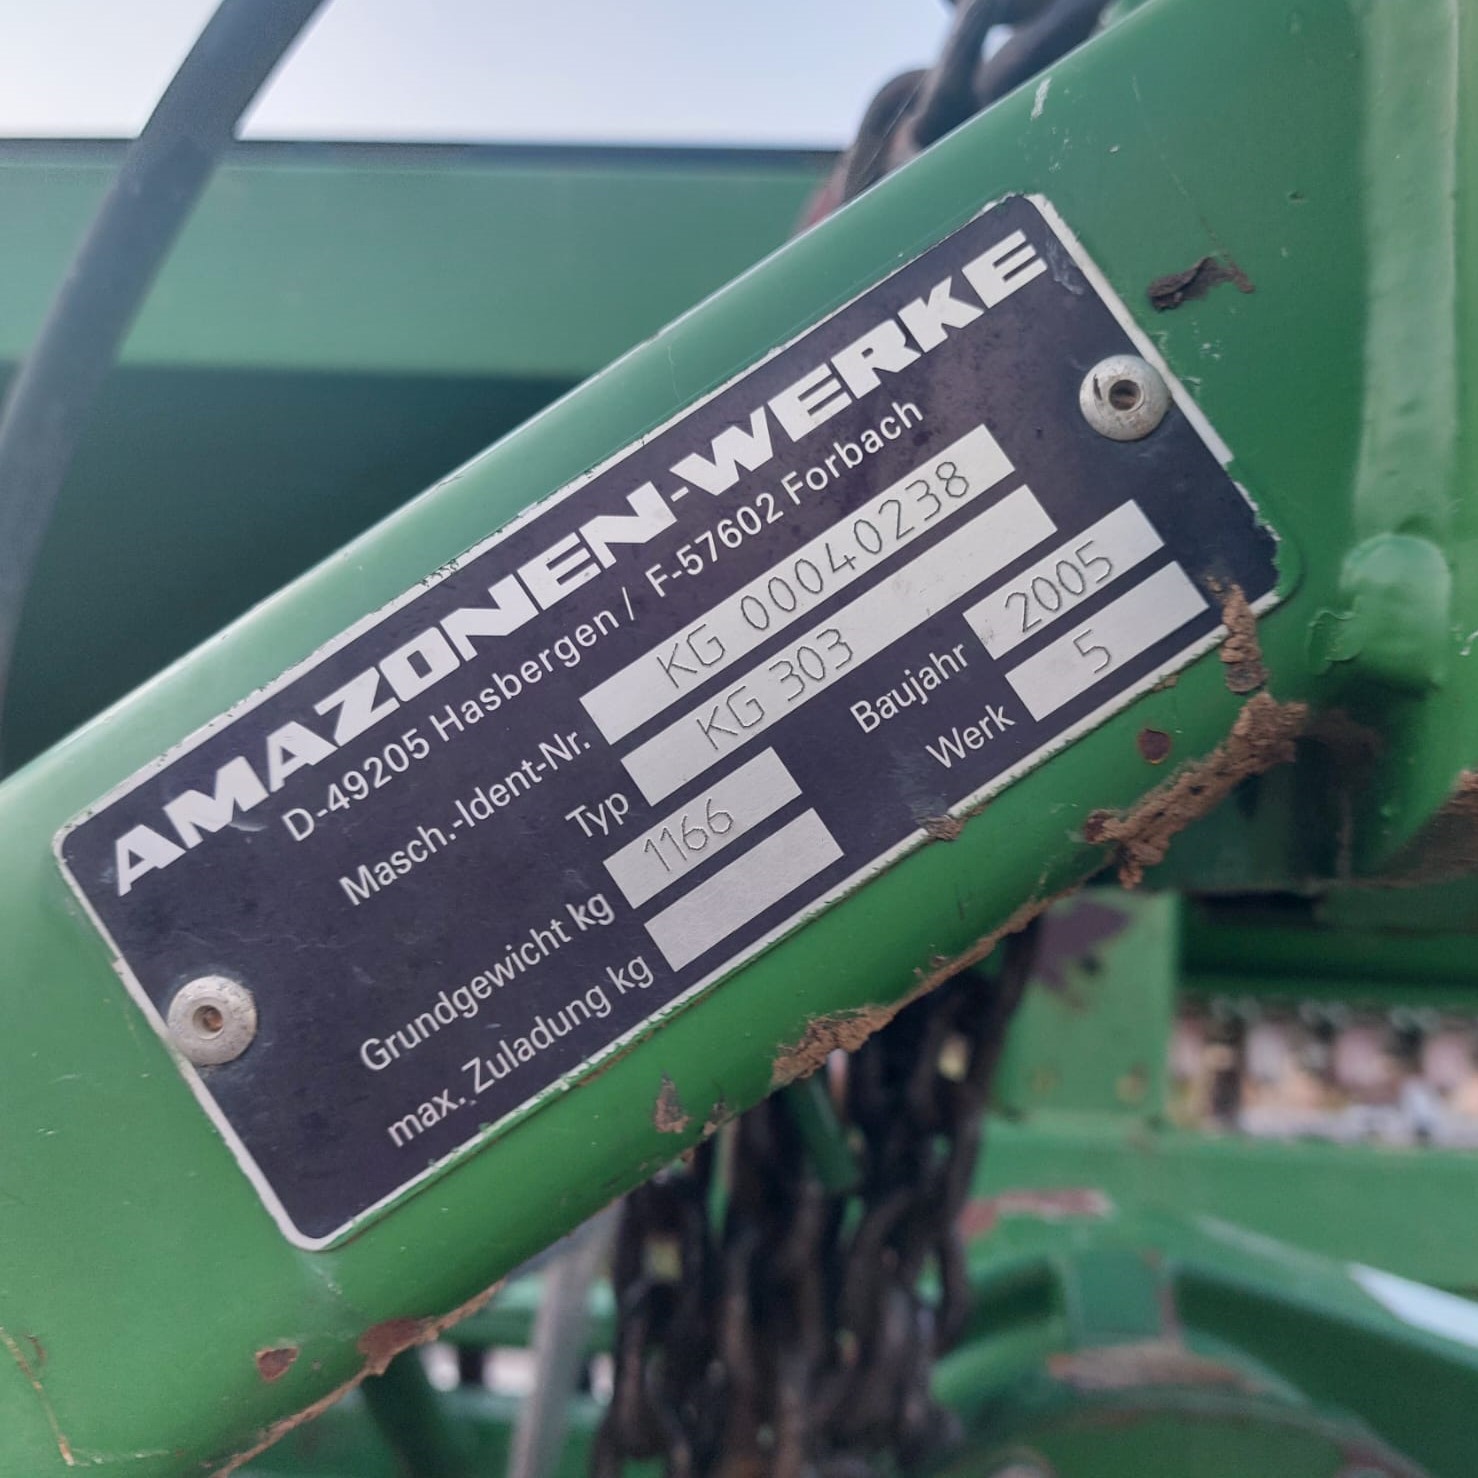 AMAZONEN-WERKE
D-49205 Hasbergen / F-57602 Forbach
Masch.-Ident-Nr. KG 00040238
Typ KG 303
Grundgewicht kg 1166 Baujahr 2005
max. Zuladung kg Werk 5